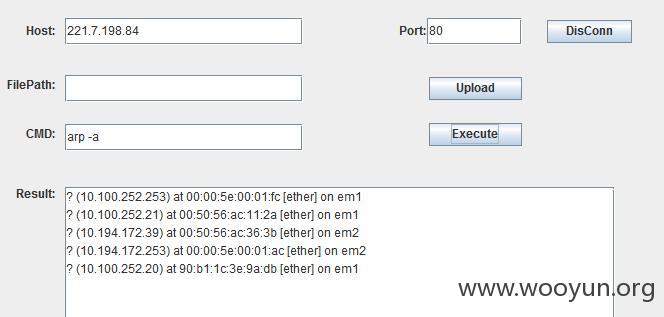 Host: 221.7.198.84 Port: 80 DisConn
FilePath: Upload
CMD: arp -a Execute
Result:
? (10.100.252.253) at 00:00:5e:00:01:fc [ether] on em1
? (10.100.252.21) at 00:50:56:ac:11:2a [ether] on em1
? (10.194.172.39) at 00:50:56:ac:36:3b [ether] on em2
? (10.194.172.253) at 00:00:5e:00:01:ac [ether] on em2
? (10.100.252.20) at 90:b1:1c:3e:9a:db [ether] on em1
www.wooyun.org